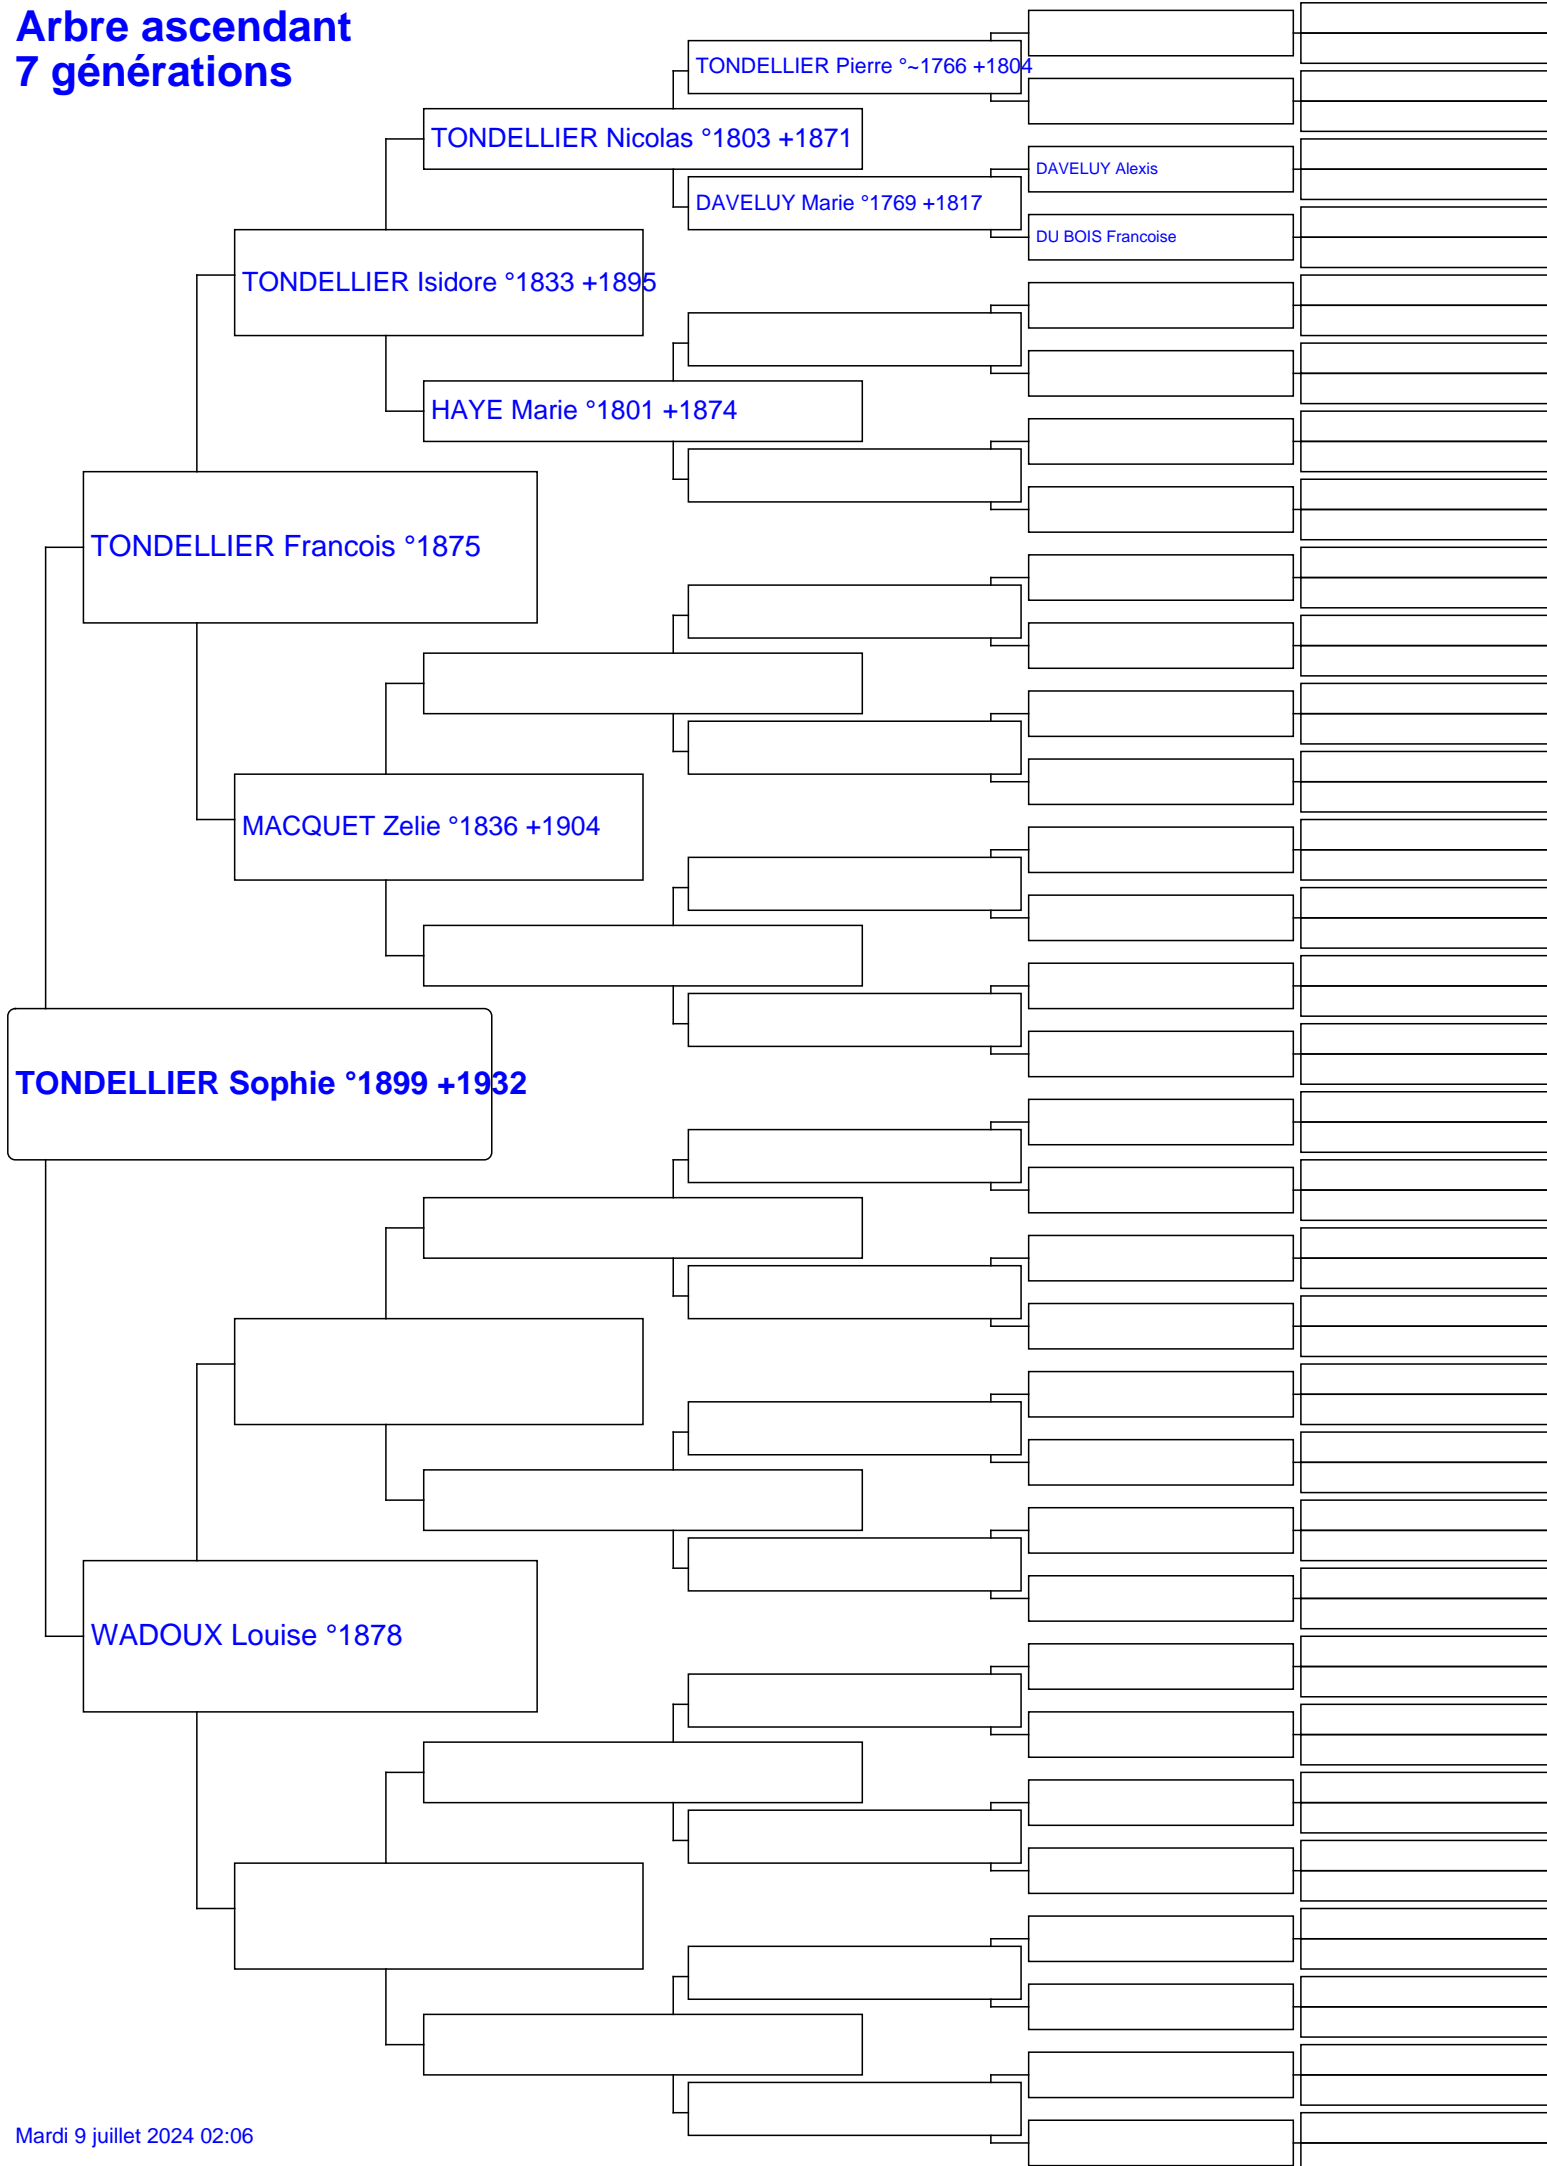 Arbre ascendant
7 générations
TONDELLIER Pierre °~1766 +1804
TONDELLIER Nicolas °1803 +1871
DAVELUY Alexis
DAVELUY Marie °1769 +1817
DU BOIS Francoise
TONDELLIER Isidore °1833 +1895
HAYE Marie °1801 +1874
TONDELLIER Francois °1875
MACQUET Zelie °1836 +1904
TONDELLIER Sophie °1899 +1932
WADOUX Louise °1878
Mardi 9 juillet 2024 02:06